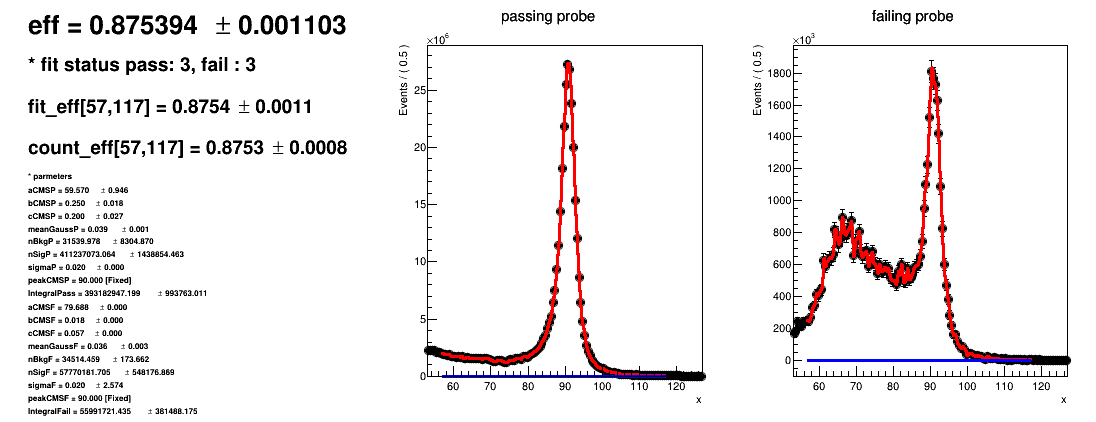 eff = 0.875394 ± 0.001103
* fit status pass: 3, fail : 3
fit_eff[57,117] = 0.8754 ± 0.0011
count_eff[57,117] = 0.8753 ± 0.0008
* parmeters
aCMSP = 59.570 ± 0.946
bCMSP = 0.250 ± 0.018
cCMSP = 0.200 ± 0.027
meanGaussP = 0.039 ± 0.001
nBkgP = 31539.978 ± 8304.870
nSigP = 411237073.064 ± 1438854.463
sigmaP = 0.020 ± 0.000
peakCMSP = 90.000 [Fixed]
IntegralPass = 393182947.199 ± 993763.011
aCMSF = 79.688 ± 0.000
bCMSF = 0.018 ± 0.000
cCMSF = 0.057 ± 0.000
meanGaussF = 0.036 ± 0.003
nBkgF = 34514.459 ± 173.662
nSigF = 57770181.705 ± 548176.869
sigmaF = 0.020 ± 2.574
peakCMSF = 90.000 [Fixed]
IntegralFail = 55991721.435 ± 381488.175
passing probe
×10⁶
Events / ( 0.5 )
25
20
15
10
5
0
60 70 80 90 100 110 120
x
failing probe
×10³
Events / ( 0.5 )
1800
1600
1400
1200
1000
800
600
400
200
0
60 70 80 90 100 110 120
x